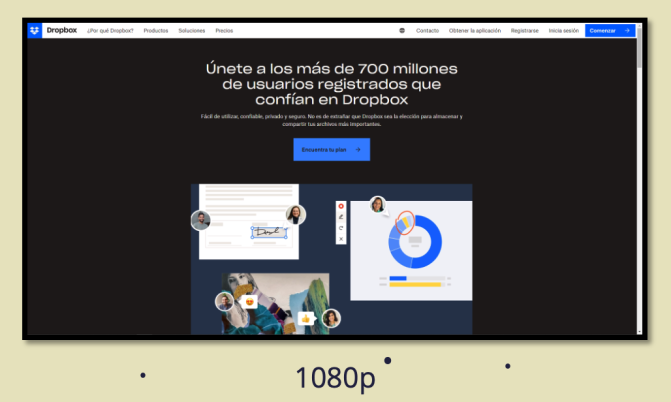 Dropbox ¿Por qué Dropbox? Productos Soluciones Precios Contacto Obtener la aplicación Registrarse Inicia sesión Comenzar →
Únete a los más de 700 millones
de usuarios registrados que
confían en Dropbox
Fácil de utilizar, confiable, privado y seguro. No es de extrañar que Dropbox sea la elección para almacenar y
compartir tus archivos más importantes.
Encuentra tu plan →
1080p